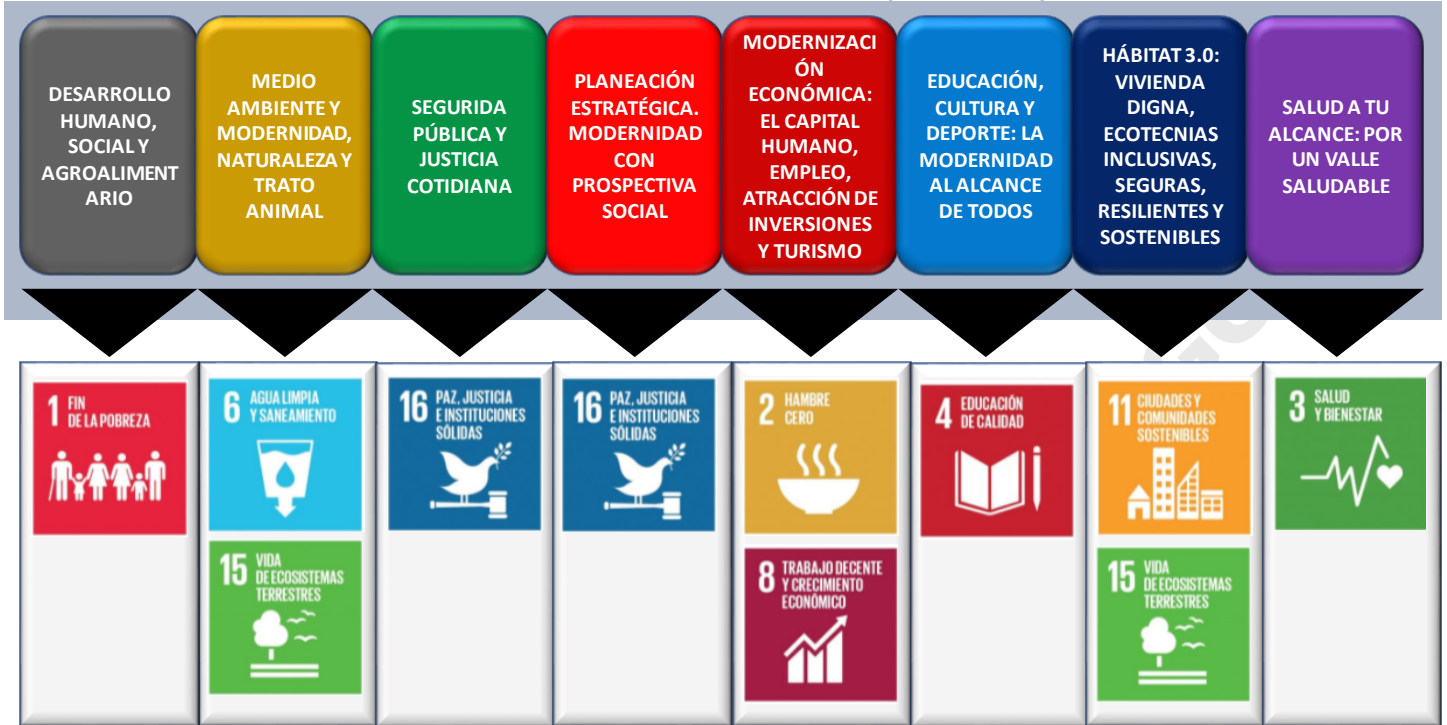 DESARROLLO
HUMANO,
SOCIAL Y
AGROALIMENT
ARIO
MEDIO
AMBIENTE Y
MODERNIDAD,
NATURALEZA Y
TRATO
ANIMAL
SEGURIDA
PÚBLICA Y
JUSTICIA
COTIDIANA
PLANEACIÓN
ESTRATÉGICA.
MODERNIDAD
CON
PROSPECTIVA
SOCIAL
MODERNIZACI
ÓN
ECONÓMICA:
EL CAPITAL
HUMANO,
EMPLEO,
ATRACCIÓN DE
INVERSIONES
Y TURISMO
EDUCACIÓN,
CULTURA Y
DEPORTE: LA
MODERNIDAD
AL ALCANCE
DE TODOS
HÁBITAT 3.0:
VIVIENDA
DIGNA,
ECOTECNIAS
INCLUSIVAS,
SEGURAS,
RESILIENTES Y
SOSTENIBLES
SALUD A TU
ALCANCE: POR
UN VALLE
SALUDABLE
1 FIN
DE LA POBREZA
6 AGUA LIMPIA
Y SANEAMIENTO
15 VIDA
DE ECOSISTEMAS
TERRESTRES
16 PAZ, JUSTICIA
E INSTITUCIONES
SÓLIDAS
16 PAZ, JUSTICIA
E INSTITUCIONES
SÓLIDAS
2 HAMBRE
CERO
8 TRABAJO DECENTE
Y CRECIMIENTO
ECONÓMICO
4 EDUCACIÓN
DE CALIDAD
11 CIUDADES Y
COMUNIDADES
SOSTENIBLES
15 VIDA
DE ECOSISTEMAS
TERRESTRES
3 SALUD
Y BIENESTAR